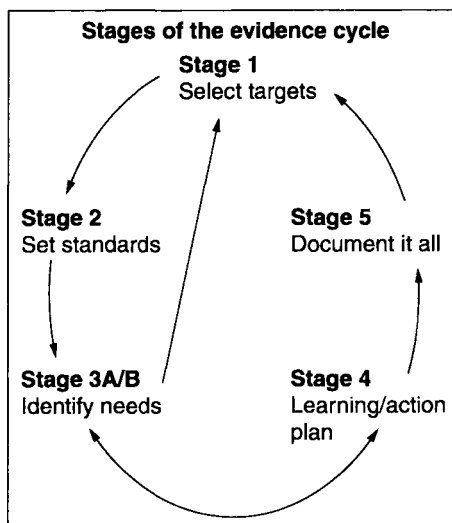 Stages of the evidence cycle
Stage 1
Select targets
Stage 2
Set standards
Stage 5
Document it all
Stage 3A/B
Identify needs
Stage 4
Learning/action
plan